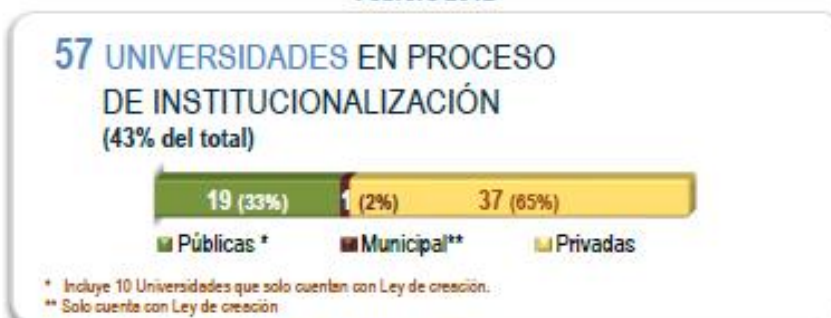 57 UNIVERSIDADES EN PROCESO
DE INSTITUCIONALIZACIÓN
(43% del total)
19 (33%) 1 (2%) 37 (65%)
Públicas * Municipal** Privadas
* Incluye 10 Universidades que solo cuentan con Ley de creación.
** Solo cuenta con Ley de creación